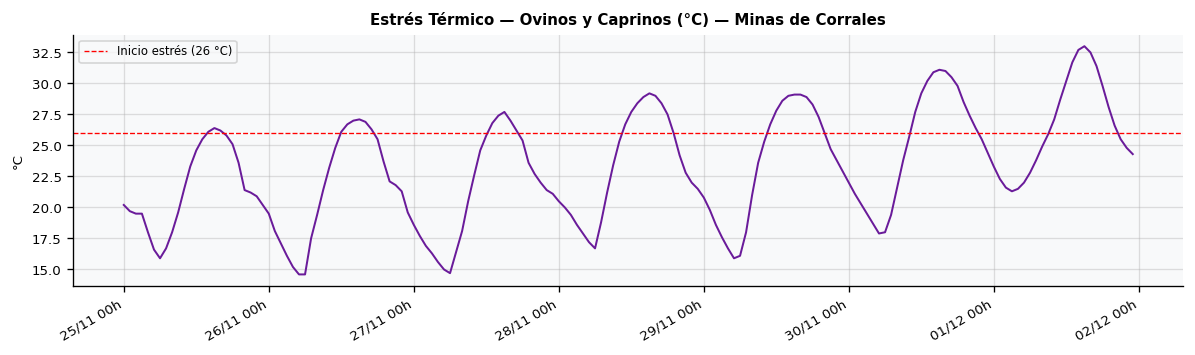 Estrés Térmico — Ovinos y Caprinos (°C) — Minas de Corrales
Inicio estrés (26 °C)
°C
32.5
30.0
27.5
25.0
22.5
20.0
17.5
15.0
25/11 00h
26/11 00h
27/11 00h
28/11 00h
29/11 00h
30/11 00h
01/12 00h
02/12 00h